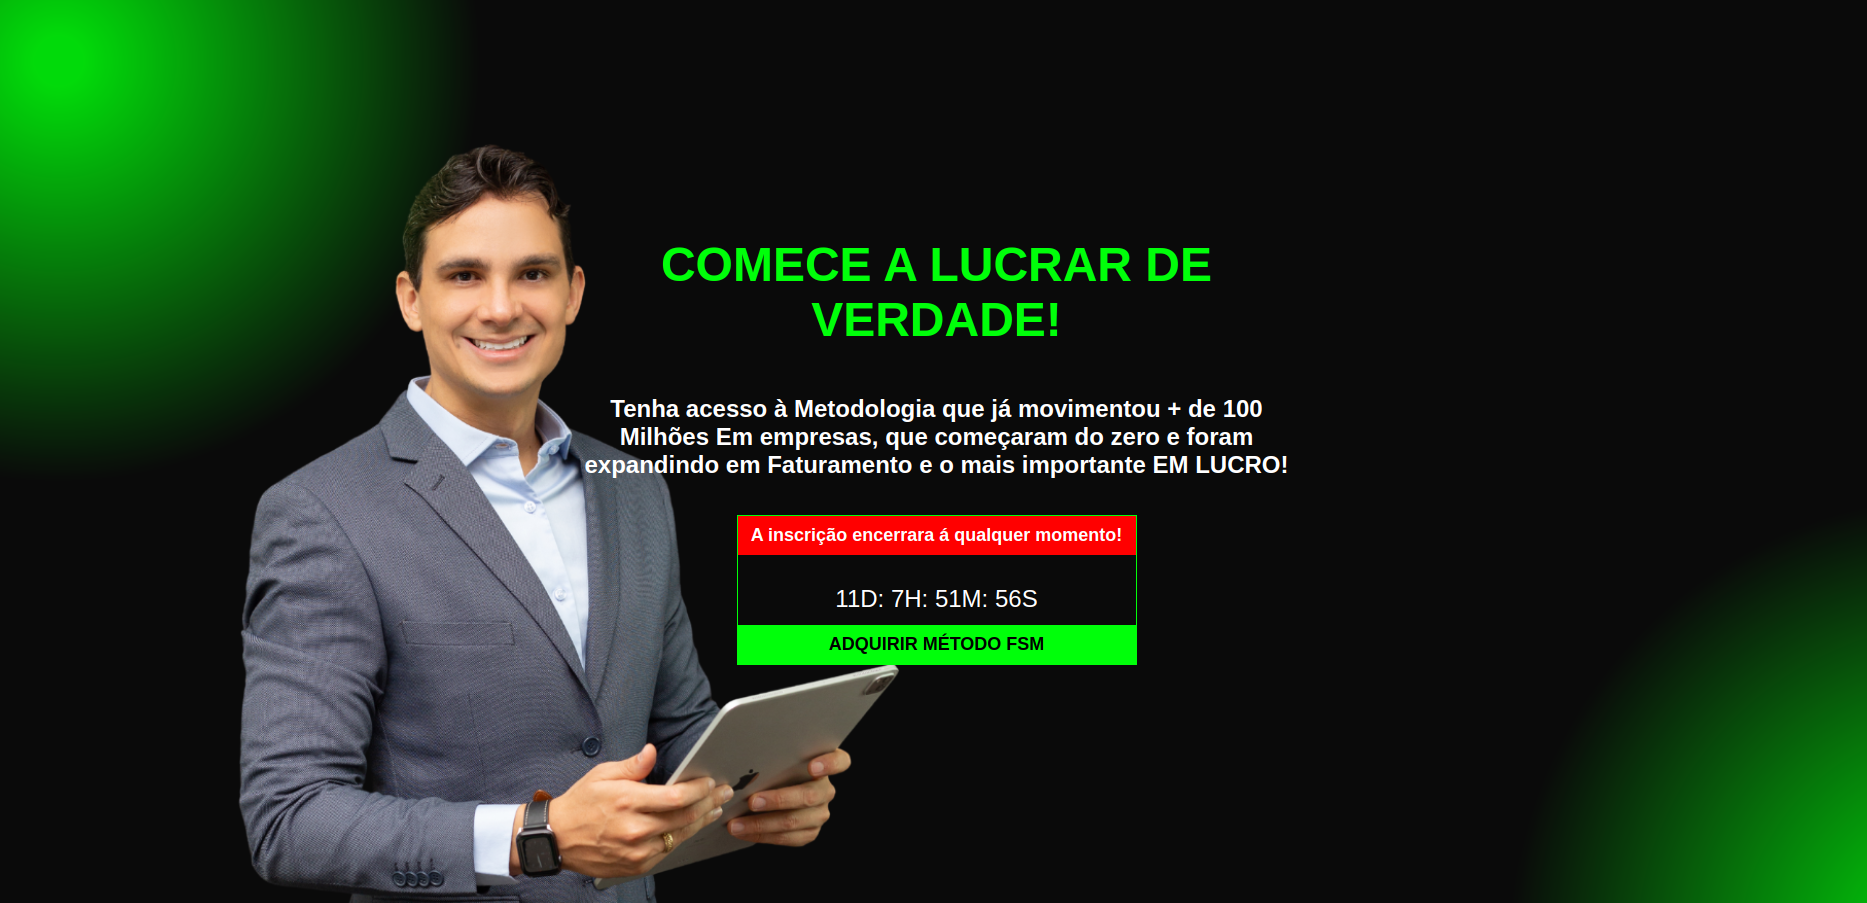 COMECE A LUCRAR DE
VERDADE!
Tenha acesso à Metodologia que já movimentou + de 100
Milhões Em empresas, que começaram do zero e foram
expandindo em Faturamento e o mais importante EM LUCRO!
A inscrição encerrara á qualquer momento!
11D: 7H: 51M: 56S
ADQUIRIR MÉTODO FSM